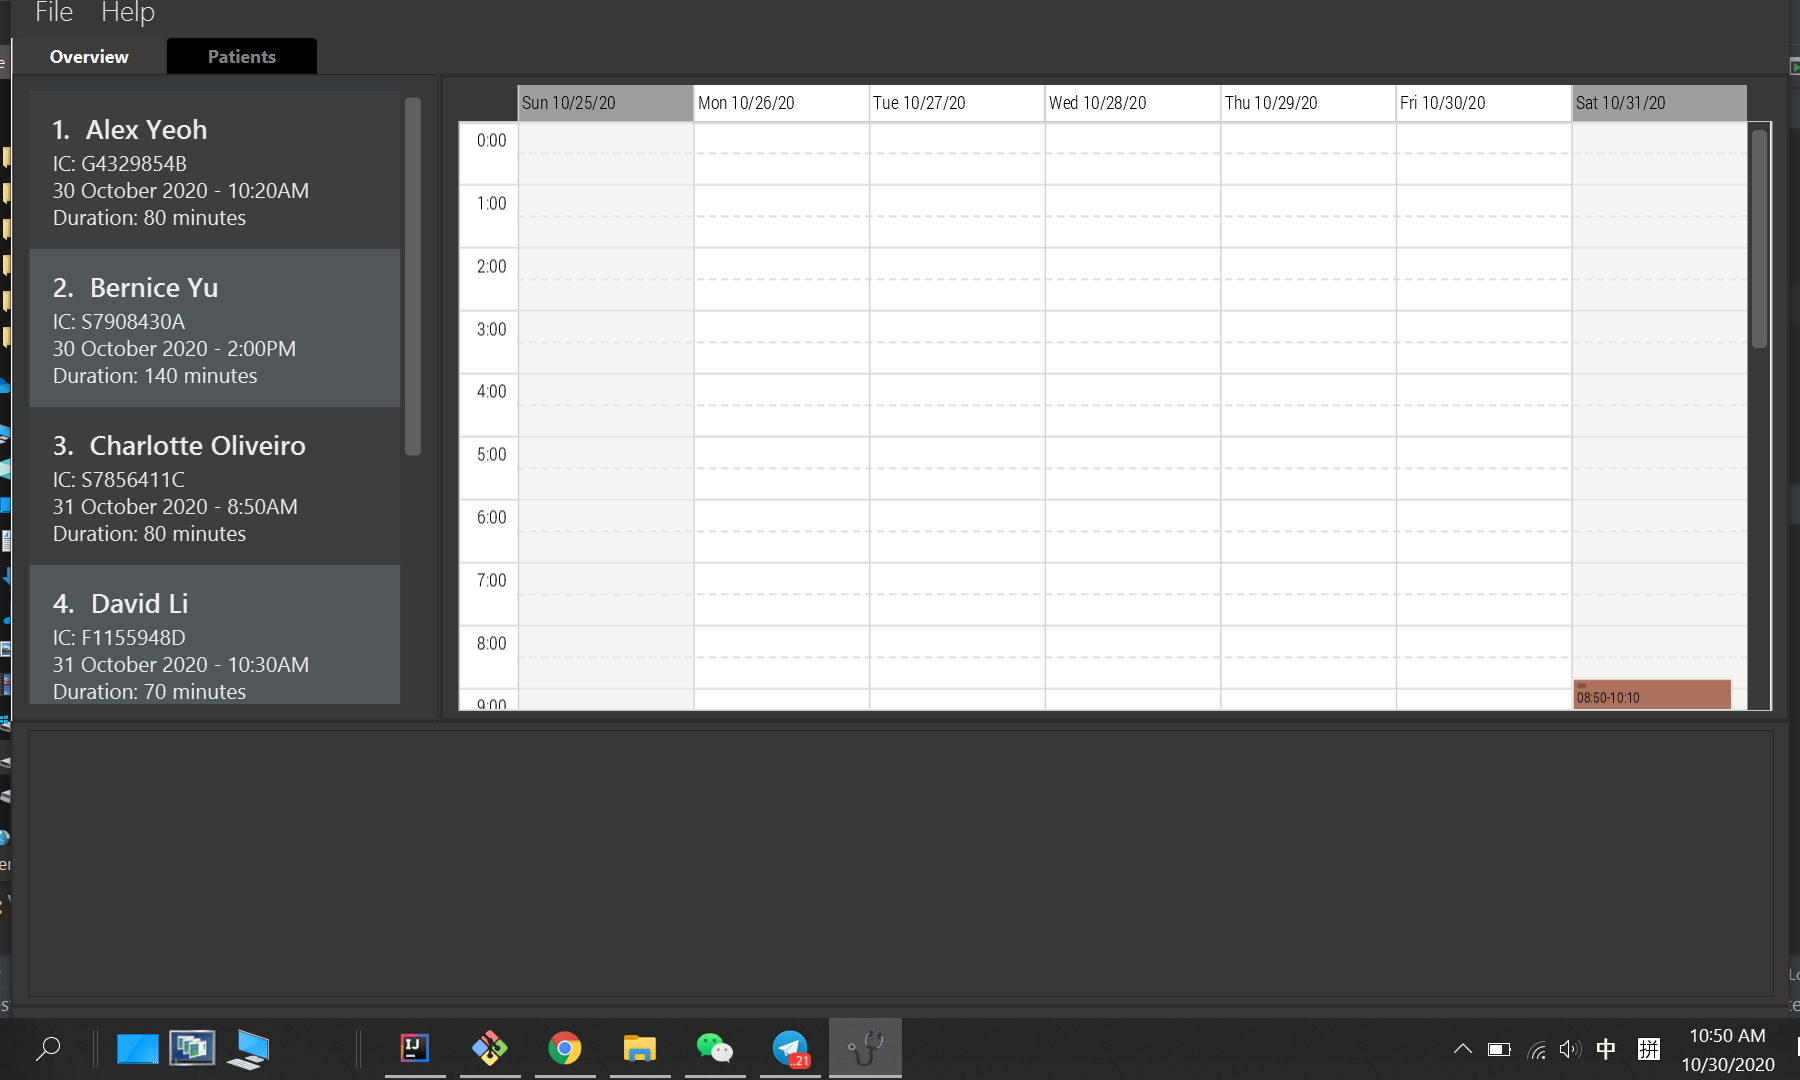 File Help
Overview Patients
1. Alex Yeoh
IC: G4329854B
30 October 2020 - 10:20AM
Duration: 80 minutes
2. Bernice Yu
IC: S7908430A
30 October 2020 - 2:00PM
Duration: 140 minutes
3. Charlotte Oliveiro
IC: S7856411C
31 October 2020 - 8:50AM
Duration: 80 minutes
4. David Li
IC: F1155948D
31 October 2020 - 10:30AM
Duration: 70 minutes
Sun 10/25/20 Mon 10/26/20 Tue 10/27/20 Wed 10/28/20 Thu 10/29/20 Fri 10/30/20 Sat 10/31/20
0:00
1:00
2:00
3:00
4:00
5:00
6:00
7:00
8:00
9:00
08:50-10:10
IJ
..21
中
拼
10:50 AM
10/30/2020